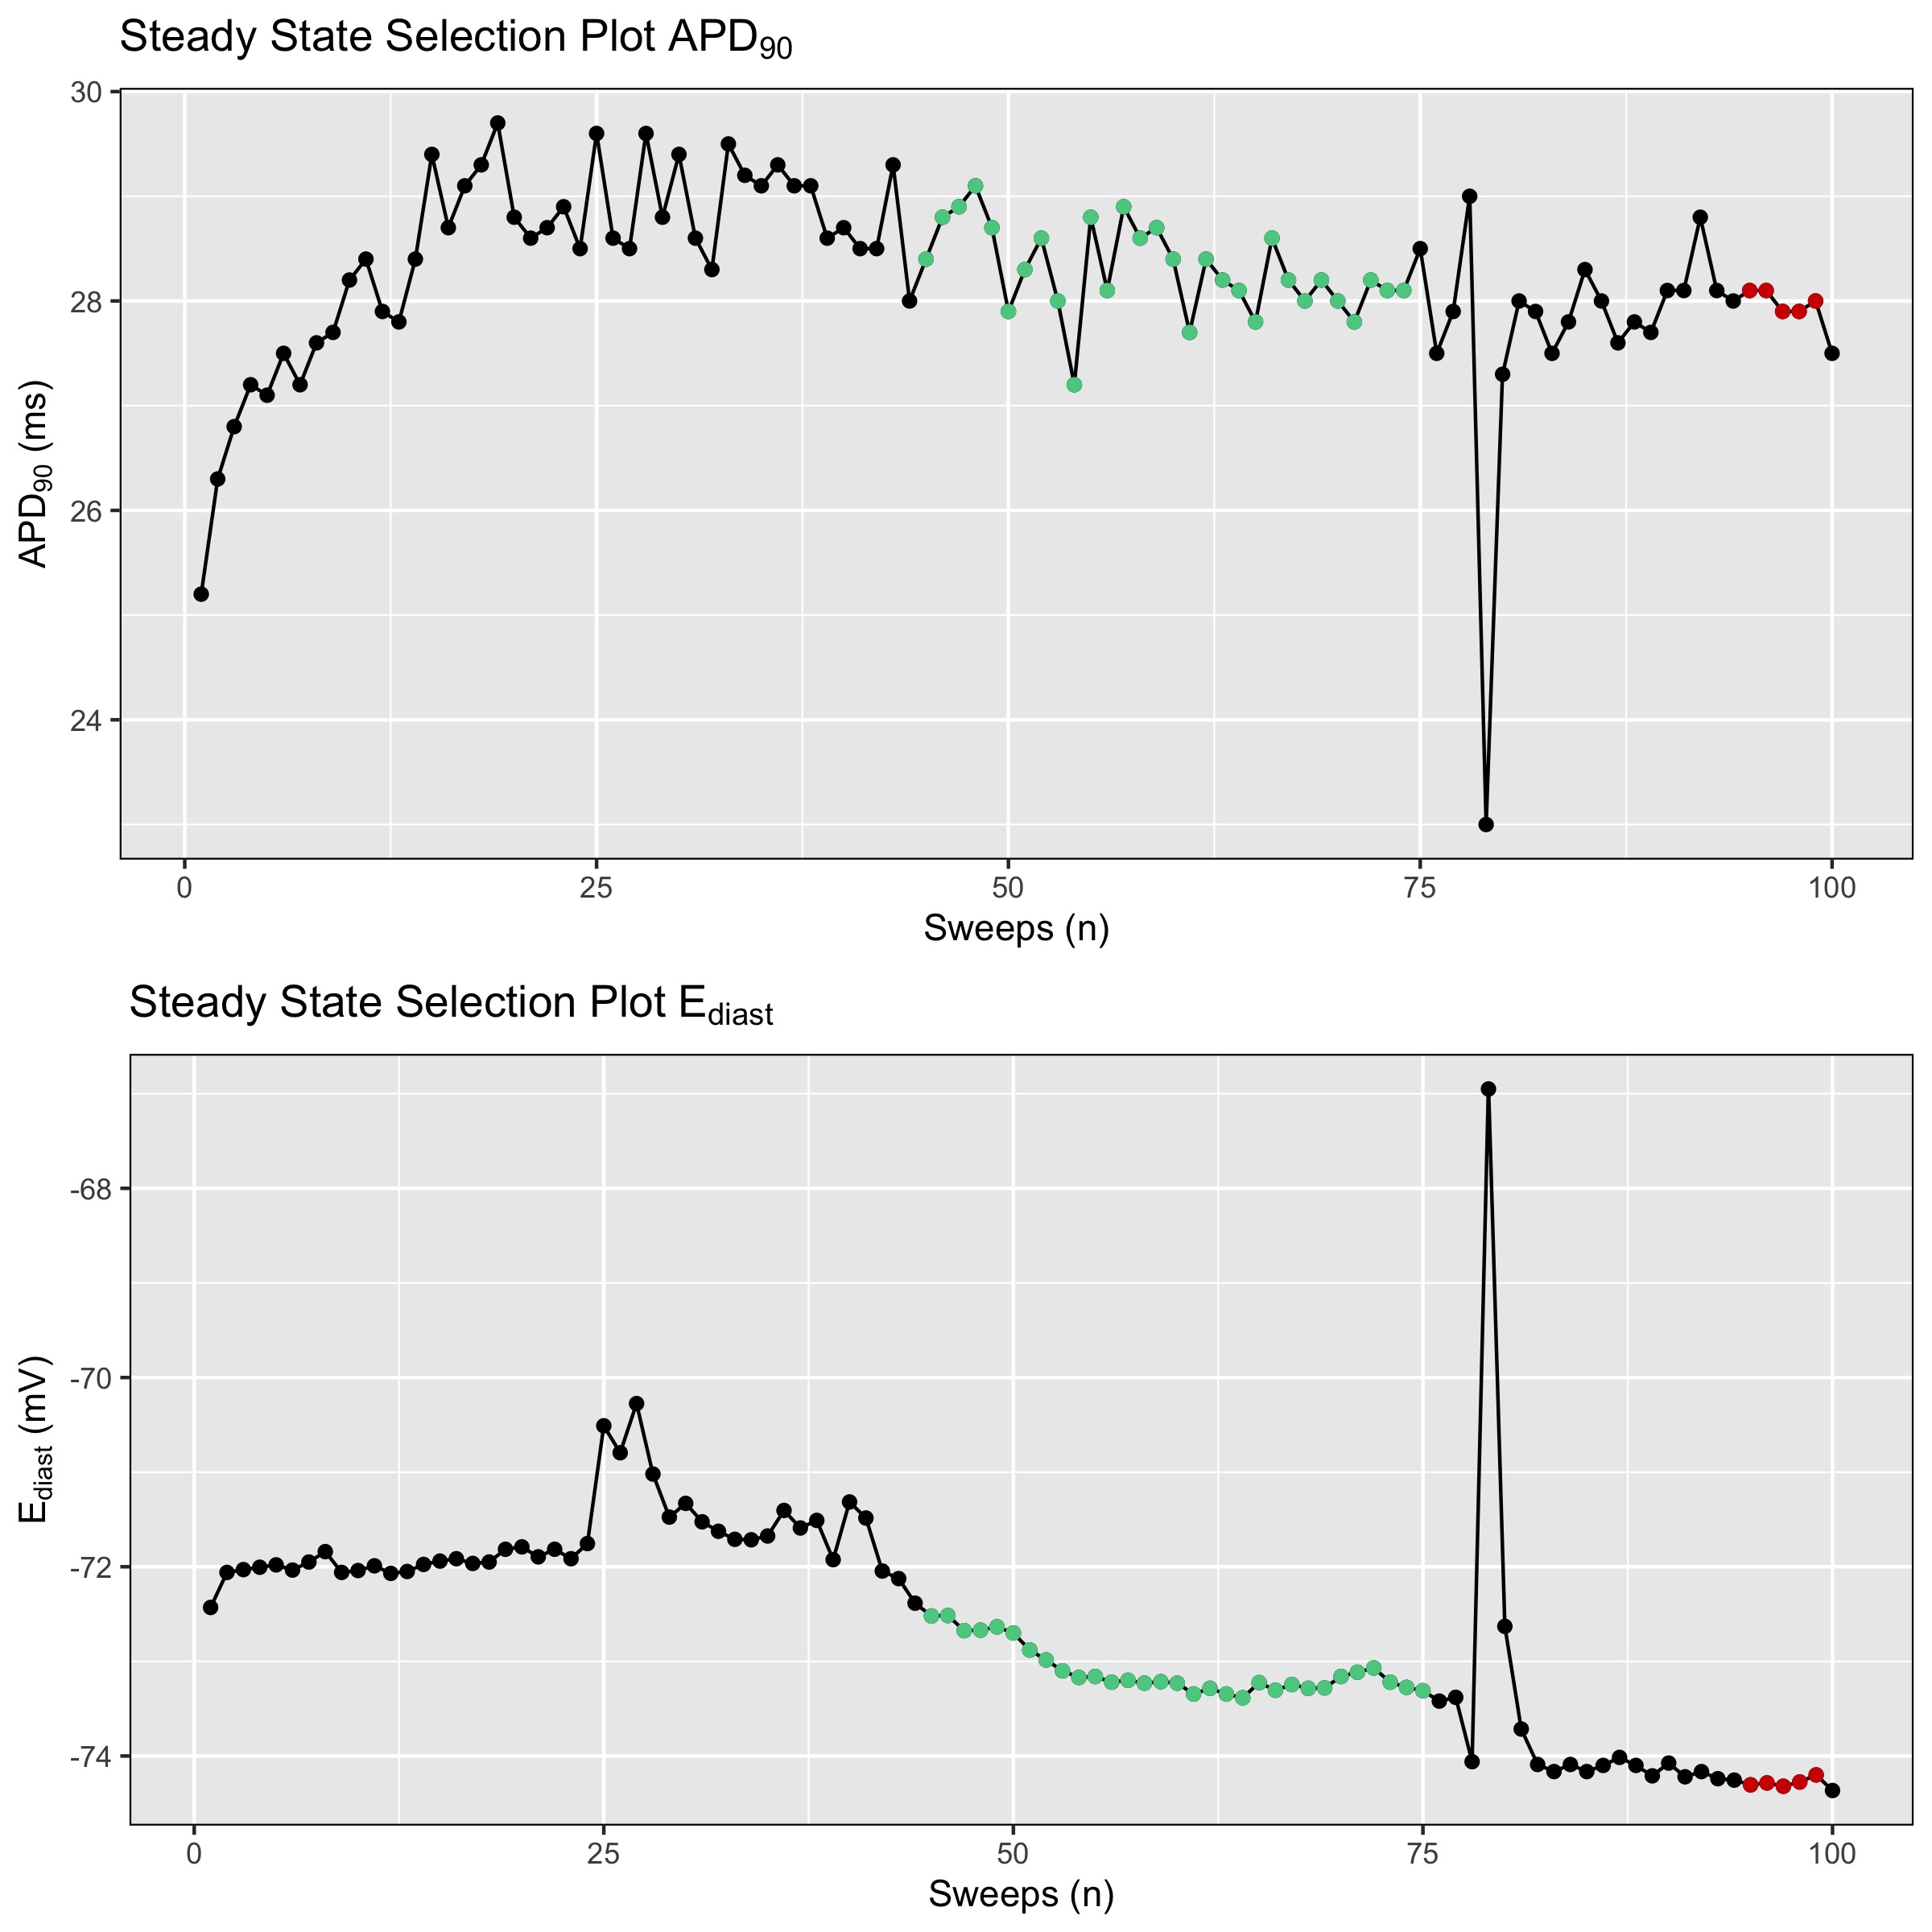 Steady State Selection Plot APD90
30
28
26
24
APD90 (ms)
0 25 50 75 100
Sweeps (n)
Steady State Selection Plot Ediast
-68
-70
-72
-74
Ediast (mV)
0 25 50 75 100
Sweeps (n)